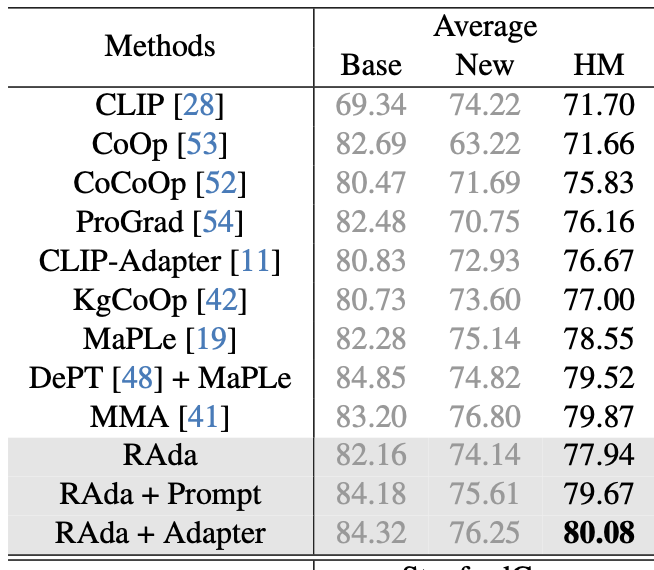 Methods Average
Base New HM
CLIP [28] 69.34 74.22 71.70
CoOp [53] 82.69 63.22 71.66
CoCoOp [52] 80.47 71.69 75.83
ProGrad [54] 82.48 70.75 76.16
CLIP-Adapter [11] 80.83 72.93 76.67
KgCoOp [42] 80.73 73.60 77.00
MaPLe [19] 82.28 75.14 78.55
DePT [48] + MaPLe 84.85 74.82 79.52
MMA [41] 83.20 76.80 79.87
RAda 82.16 74.14 77.94
RAda + Prompt 84.18 75.61 79.67
RAda + Adapter 84.32 76.25 80.08